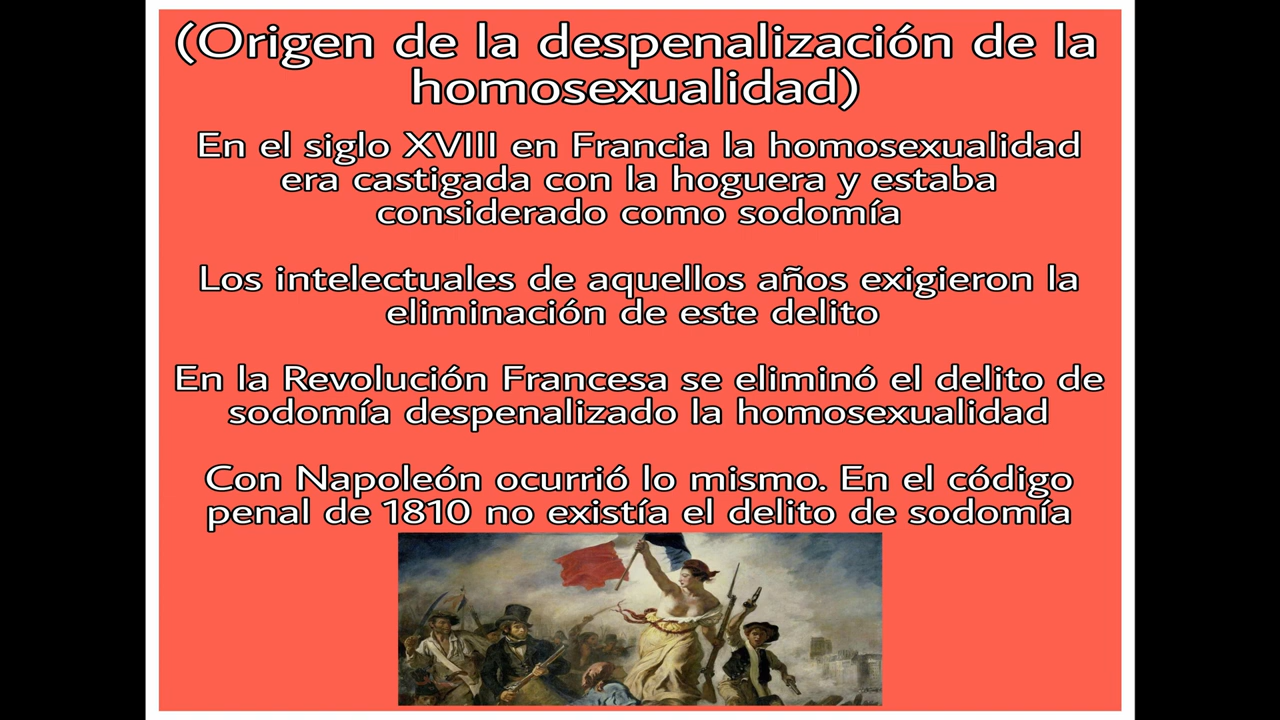 (Origen de la despenalización de la
homosexualidad)
En el siglo XVIII en Francia la homosexualidad
era castigada con la hoguera y estaba
considerado como sodomía
Los intelectuales de aquellos años exigieron la
eliminación de este delito
En la Revolución Francesa se eliminó el delito de
sodomía despenalizado la homosexualidad
Con Napoleón ocurrió lo mismo. En el código
penal de 1810 no existía el delito de sodomía